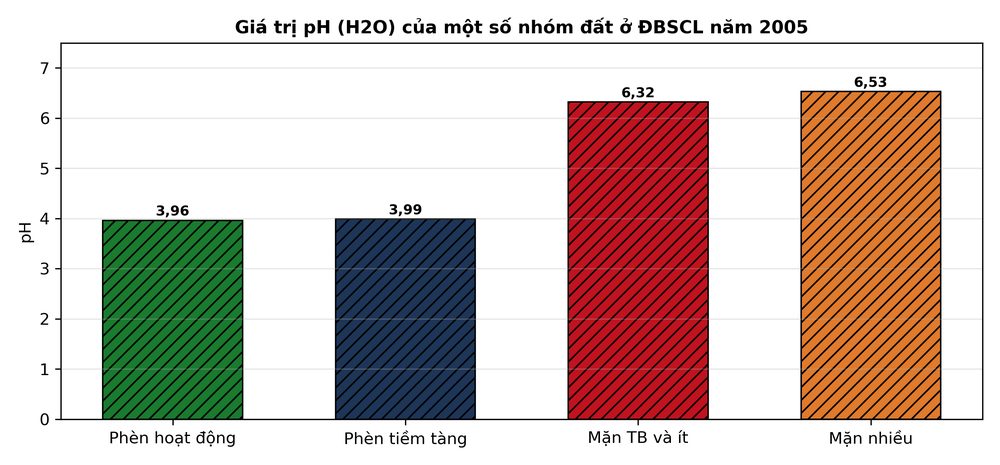 Giá trị pH (H2O) của một số nhóm đất ở ĐBSCL năm 2005
pH
7
6
5
4
3
2
1
0
3,96
3,99
6,32
6,53
Phèn hoạt động
Phèn tiềm tàng
Mặn TB và ít
Mặn nhiều